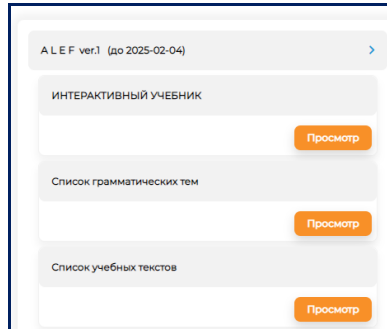 A L E F ver.1 (до 2025-02-04)
ИНТЕРАКТИВНЫЙ УЧЕБНИК
Просмотр
Список грамматических тем
Просмотр
Список учебных текстов
Просмотр